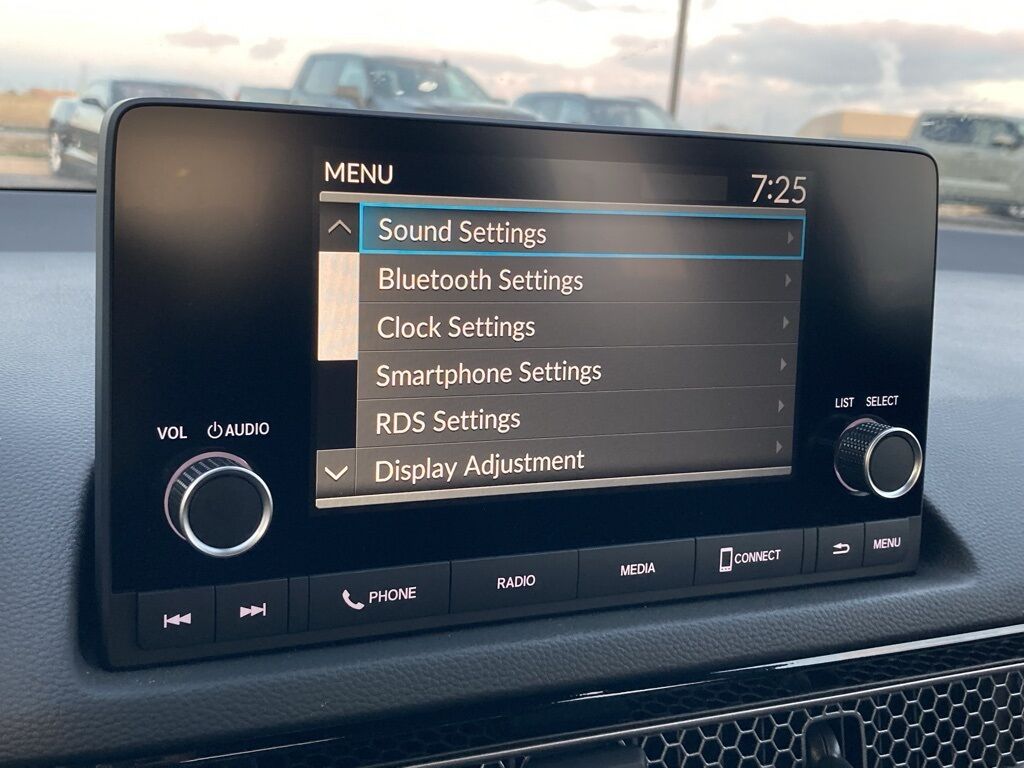 MENU
7:25
Sound Settings
Bluetooth Settings
Clock Settings
Smartphone Settings
RDS Settings
Display Adjustment
VOL AUDIO
LIST SELECT
PHONE
RADIO
MEDIA
CONNECT
MENU